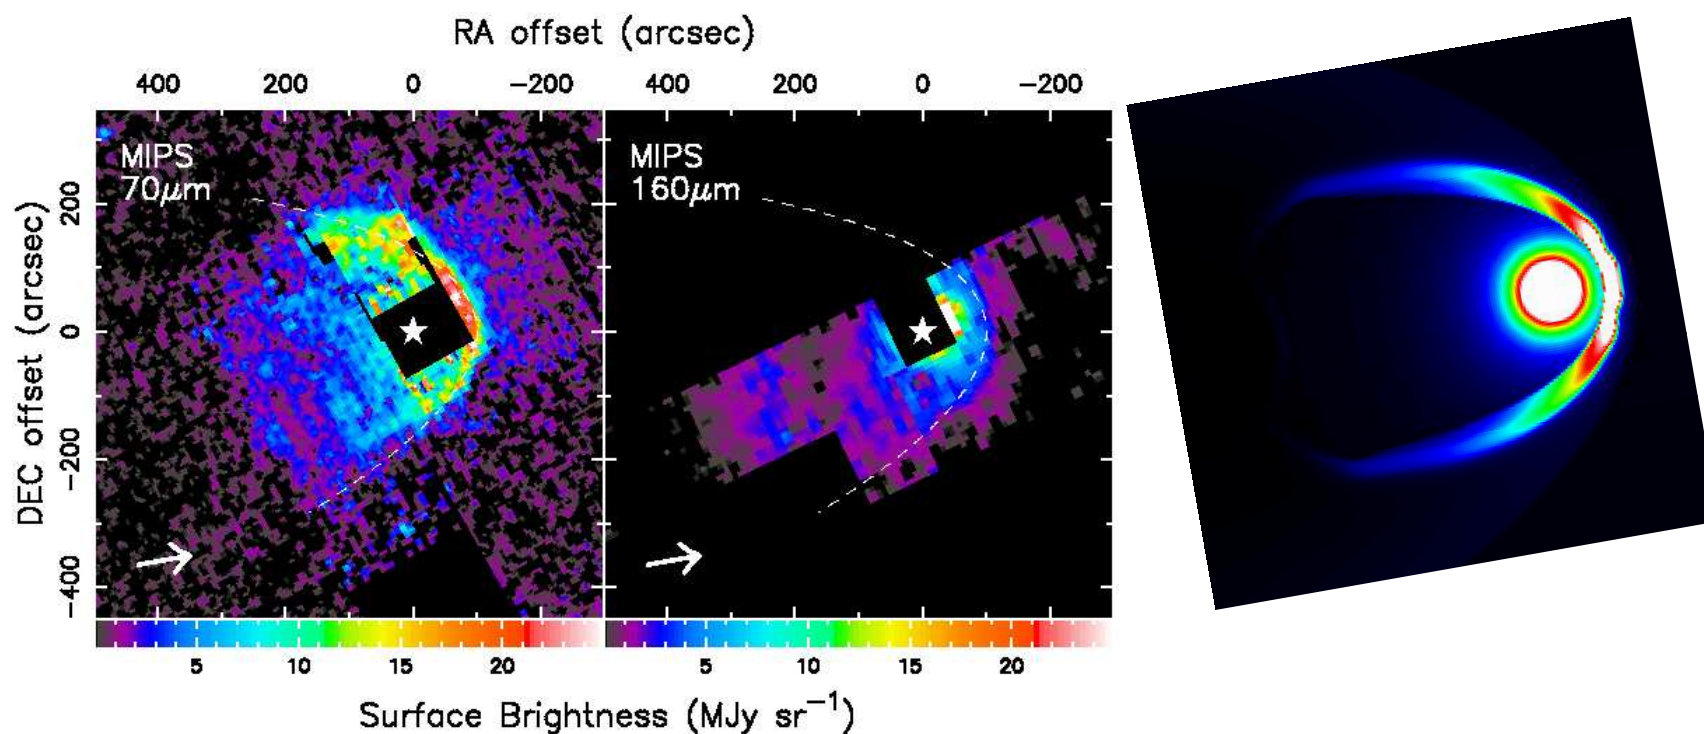 RA offset (arcsec)
400 200 0 −200 400 200 0 −200
MIPS
70μm
MIPS
160μm
DEC offset (arcsec)
200
0
−200
−400
5 10 15 20 5 10 15 20
Surface Brightness (MJy sr⁻¹)